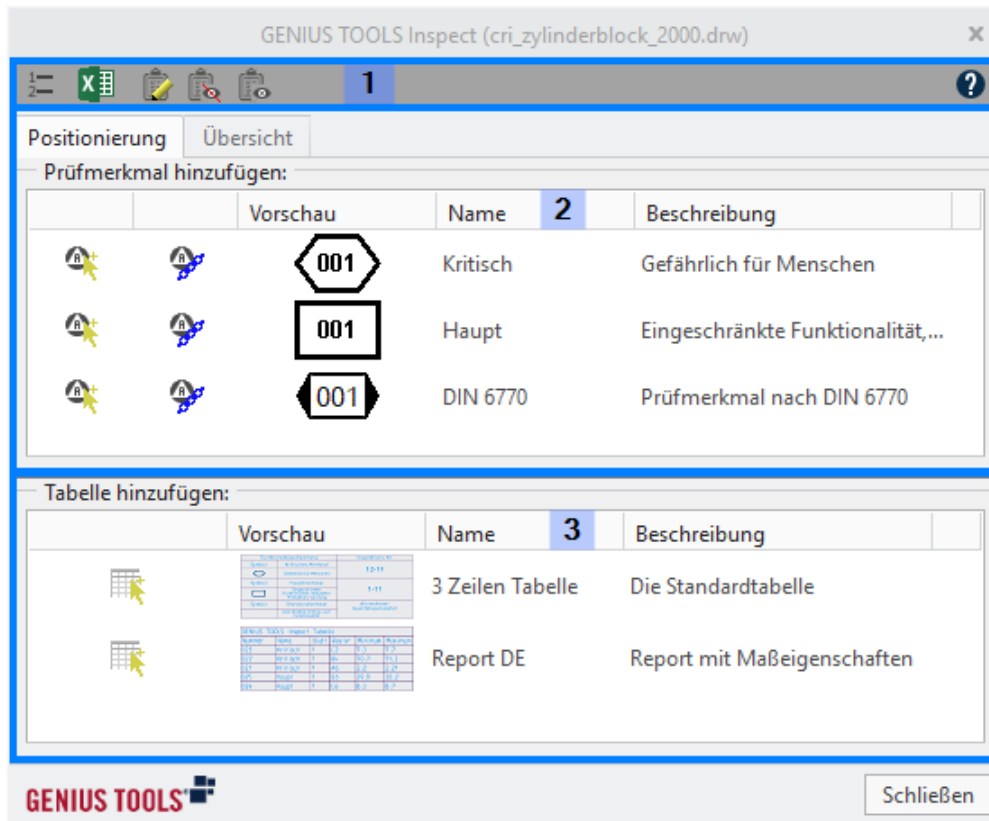 GENIUS TOOLS Inspect (cri_zylinderblock_2000.drw)
1
Positionierung Übersicht
Prüfmerkmal hinzufügen:
Vorschau Name 2 Beschreibung
001 Kritisch Gefährlich für Menschen
001 Haupt Eingeschränkte Funktionalität,...
001 DIN 6770 Prüfmerkmal nach DIN 6770
Tabelle hinzufügen:
Vorschau Name 3 Beschreibung
3 Zeilen Tabelle Die Standardtabelle
Report DE Report mit Maßeigenschaften
GENIUS TOOLS Schließen